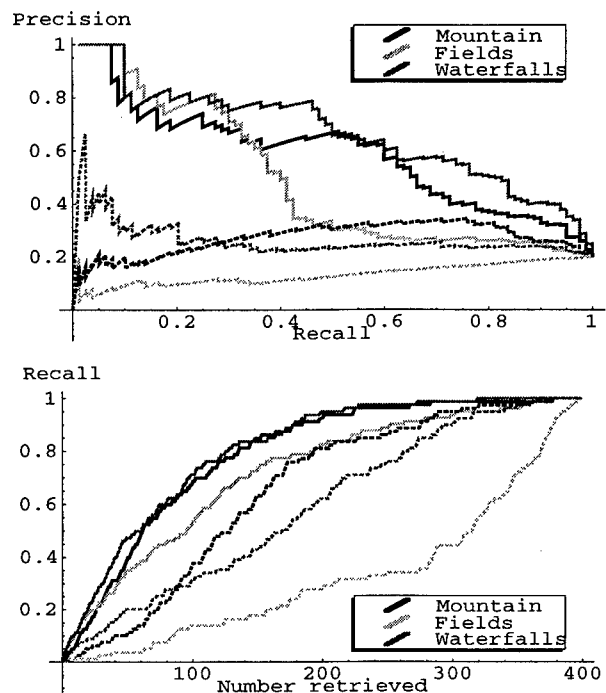 Precision
Mountain
Fields
Waterfalls
1
0.8
0.6
0.4
0.2
0.2 0.4 0.6 0.8 1
Recall
Recall
1
0.8
0.6
0.4
0.2
Mountain
Fields
Waterfalls
100 200 300 400
Number retrieved